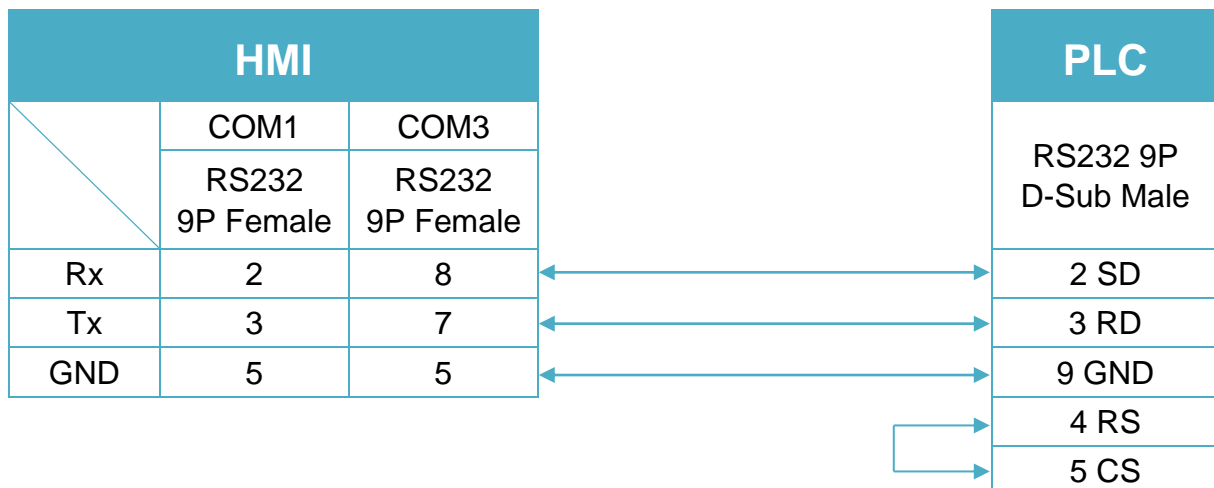 HMI
PLC
COM1 COM3
RS232 RS232
9P Female 9P Female
RS232 9P
D-Sub Male
Rx 2 8 2 SD
Tx 3 7 3 RD
GND 5 5 9 GND
4 RS
5 CS